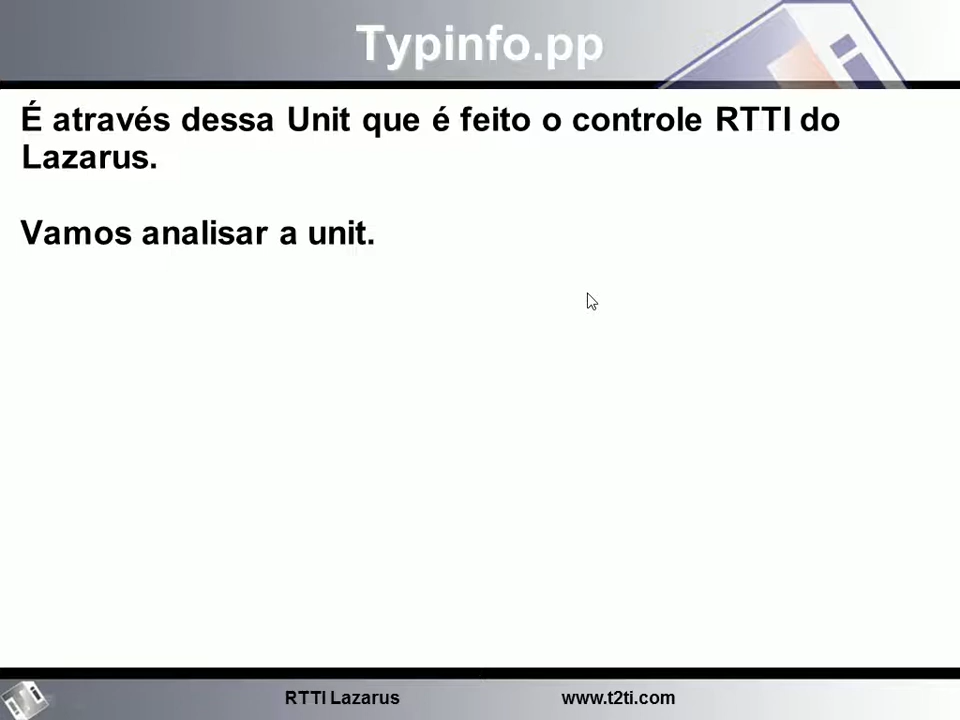 Typinfo.pp
É através dessa Unit que é feito o controle RTTI do
Lazarus.
Vamos analisar a unit.
RTTI Lazarus www.t2ti.com